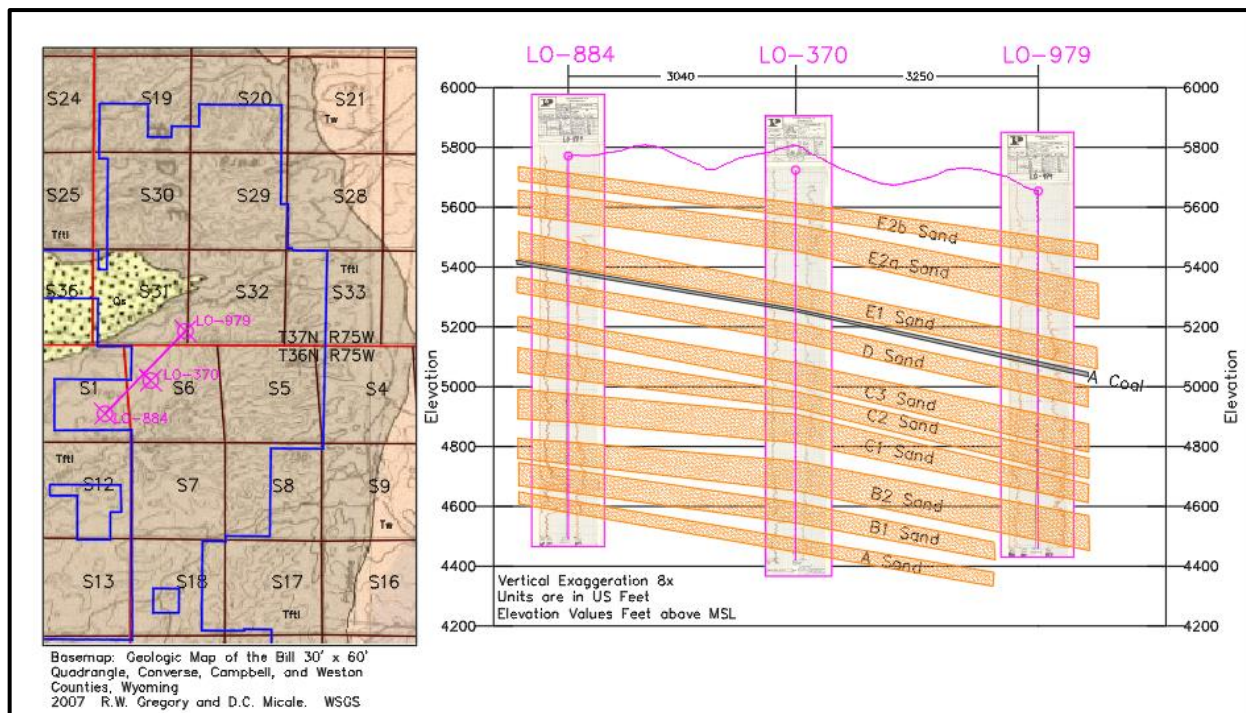 S24
S19
S20
S21
Tw
S25
S30
S29
S28
Tftl
S36
Qs
S31
S32
Tftl
S33
LO-979
T37N R75W
T36N R75W
LO-370
S1
S6
S5
S4
LO-884
Tftl
S12
S7
S8
S9
Tw
S13
S18
S17
S16
Tftl
Basemap: Geologic Map of the Bill 30' x 60'
Quadrangle, Converse, Campbell, and Weston
Counties, Wyoming
2007 R.W. Gregory and D.C. Micale. WSGS
LO-884
LO-370
LO-979
3040
3250
6000
5800
5600
5400
5200
5000
4800
4600
4400
4200
Elevation
E2b Sand
E2a Sand
E1 Sand
D Sand
A Coal
C3 Sand
C2 Sand
C1 Sand
B2 Sand
B1 Sand
A Sand
Vertical Exaggeration 8x
Units are in US Feet
Elevation Values Feet above MSL
6000
5800
5600
5400
5200
5000
4800
4600
4400
4200
Elevation